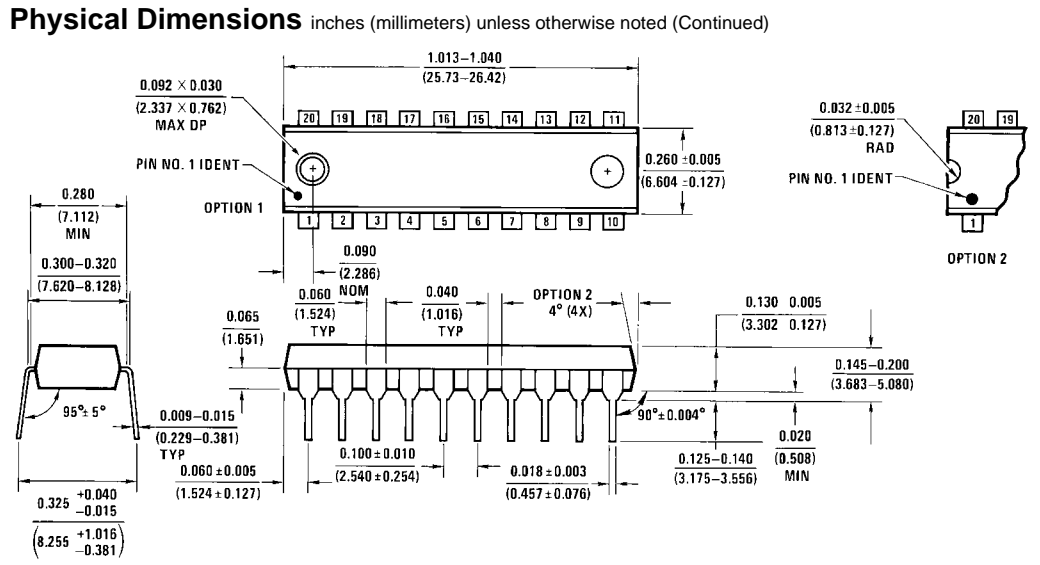 Physical Dimensions inches (millimeters) unless otherwise noted (Continued)
1.013–1.040
(25.73–26.42)
0.092 × 0.030
(2.337 × 0.762)
MAX DP
20 19 18 17 16 15 14 13 12 11
0.032 ±0.005
(0.813±0.127)
RAD
20 19
PIN NO. 1 IDENT
0.260 ±0.005
(6.604 ±0.127)
PIN NO. 1 IDENT
OPTION 1
1 2 3 4 5 6 7 8 9 10
1
OPTION 2
0.280
(7.112)
MIN
0.300–0.320
(7.620–8.128)
0.090
(2.286)
NOM
0.060
(1.524)
TYP
0.040
(1.016)
TYP
OPTION 2
4° (4X)
0.130 0.005
(3.302 0.127)
0.065
(1.651)
0.145–0.200
(3.683–5.080)
95°± 5°
0.009–0.015
(0.229–0.381)
TYP
90°±0.004°
0.020
(0.508)
MIN
0.100 ±0.010
(2.540 ±0.254)
0.125–0.140
(3.175–3.556)
0.060 ±0.005
(1.524 ±0.127)
0.018 ±0.003
(0.457 ±0.076)
0.325 +0.040
−0.015
(8.255 +1.016
−0.381)